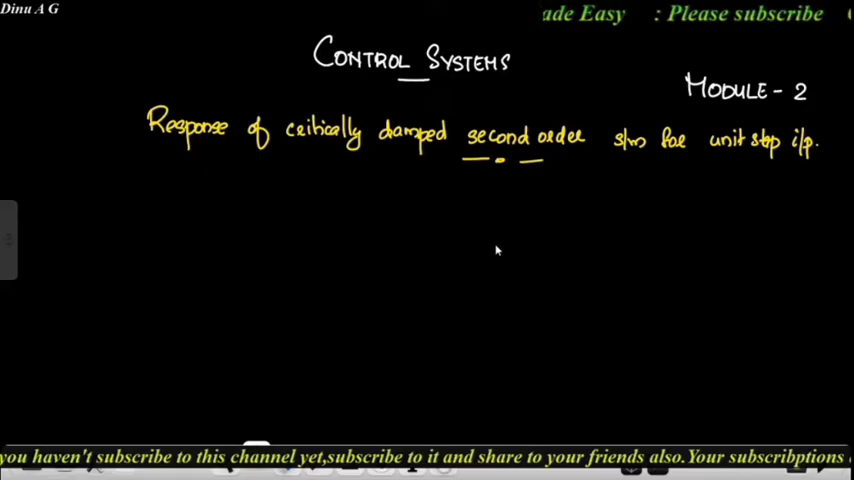 Dinu A G
ade Easy : Please subscribe
CONTROL SYSTEMS
MODULE - 2
Response of critically damped second order s/m for unit step i/p.
you haven't subscribe to this channel yet,subscribe to it and share to your friends also.Your subscribptions